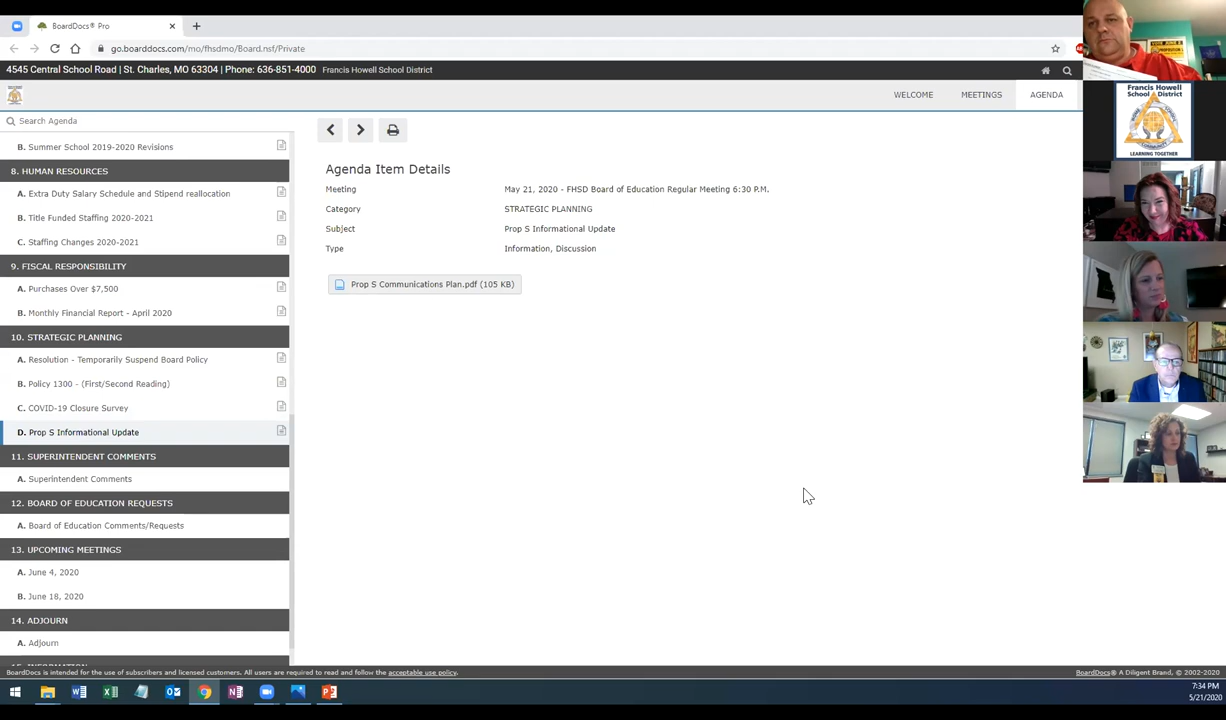 BoardDocs® Pro
go.boarddocs.com/mo/fhsdmo/Board.nsf/Private
4545 Central School Road | St. Charles, MO 63304 | Phone: 636-851-4000 Francis Howell School District
WELCOME MEETINGS AGENDA
Search Agenda
B. Summer School 2019-2020 Revisions
8. HUMAN RESOURCES
A. Extra Duty Salary Schedule and Stipend reallocation
B. Title Funded Staffing 2020-2021
C. Staffing Changes 2020-2021
9. FISCAL RESPONSIBILITY
A. Purchases Over $7,500
B. Monthly Financial Report - April 2020
10. STRATEGIC PLANNING
A. Resolution - Temporarily Suspend Board Policy
B. Policy 1300 - (First/Second Reading)
C. COVID-19 Closure Survey
D. Prop S Informational Update
11. SUPERINTENDENT COMMENTS
A. Superintendent Comments
12. BOARD OF EDUCATION REQUESTS
A. Board of Education Comments/Requests
13. UPCOMING MEETINGS
A. June 4, 2020
B. June 18, 2020
14. ADJOURN
A. Adjourn
Agenda Item Details
Meeting May 21, 2020 - FHSD Board of Education Regular Meeting 6:30 P.M.
Category STRATEGIC PLANNING
Subject Prop S Informational Update
Type Information, Discussion
Prop S Communications Plan.pdf (105 KB)
Francis Howell
School District
LEARNING TOGETHER
BoardDocs is intended for the use of subscribers and licensed customers. All users are required to read and follow the acceptable use policy.
BoardDocs® A Diligent Brand, © 2002-2020
7:34 PM
5/21/2020